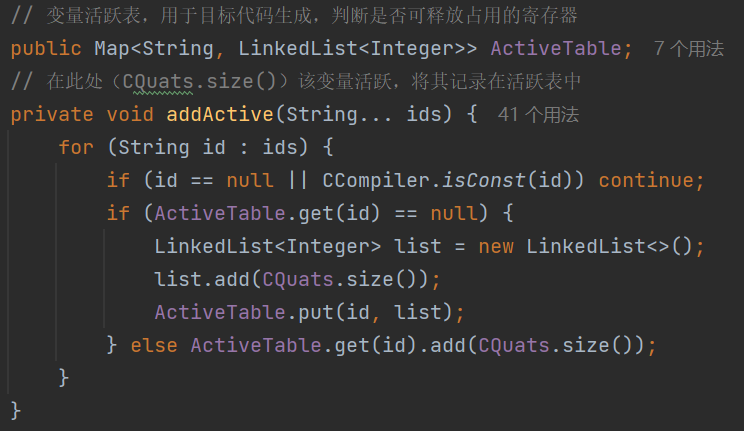 // 变量活跃表，用于目标代码生成，判断是否可释放占用的寄存器
public Map<String, LinkedList<Integer>> ActiveTable; 7 个用法
// 在此处（CQuats.size()）该变量活跃，将其记录在活跃表中
private void addActive(String... ids) { 41 个用法
for (String id : ids) {
if (id == null || CCompiler.isConst(id)) continue;
if (ActiveTable.get(id) == null) {
LinkedList<Integer> list = new LinkedList<>();
list.add(CQuats.size());
ActiveTable.put(id, list);
} else ActiveTable.get(id).add(CQuats.size());
}
}